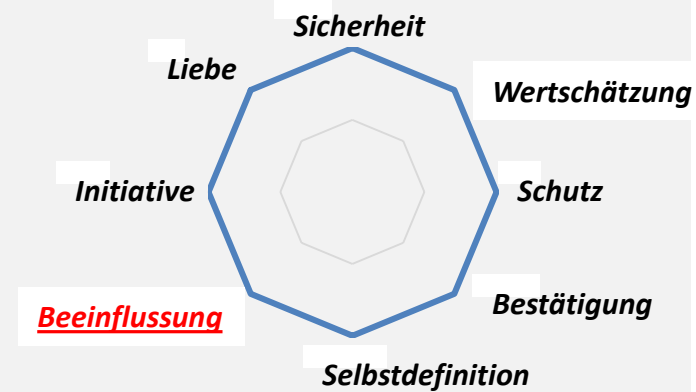 Sicherheit
Liebe
Wertschätzung
Initiative
Schutz
Beeinflussung
Bestätigung
Selbstdefinition